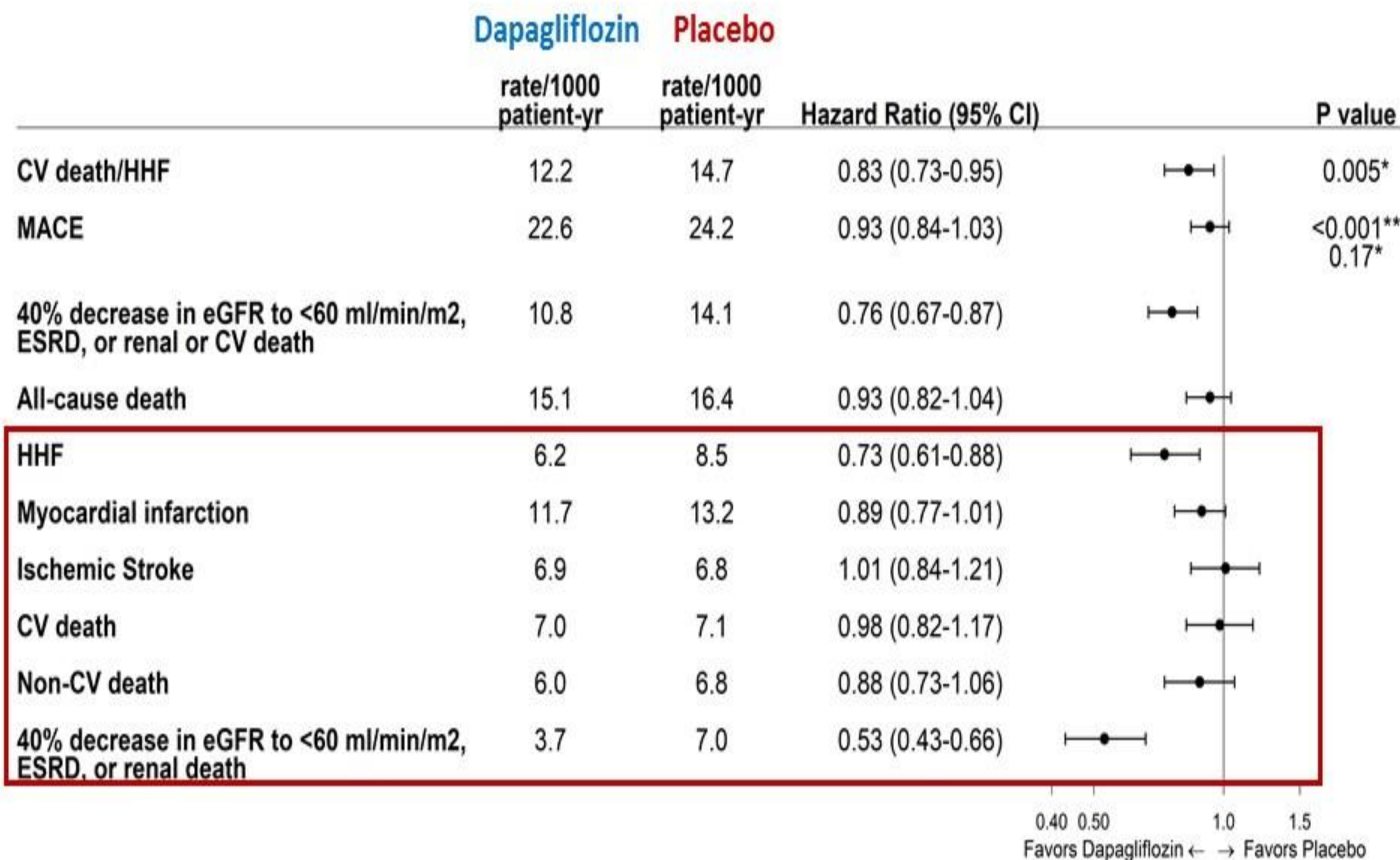 Dapagliflozin Placebo
rate/1000 rate/1000
patient-yr patient-yr Hazard Ratio (95% CI) P value
CV death/HHF 12.2 14.7 0.83 (0.73-0.95) 0.005*
MACE 22.6 24.2 0.93 (0.84-1.03) <0.001**
0.17*
40% decrease in eGFR to <60 ml/min/m2, 10.8 14.1 0.76 (0.67-0.87)
ESRD, or renal or CV death
All-cause death 15.1 16.4 0.93 (0.82-1.04)
HHF 6.2 8.5 0.73 (0.61-0.88)
Myocardial infarction 11.7 13.2 0.89 (0.77-1.01)
Ischemic Stroke 6.9 6.8 1.01 (0.84-1.21)
CV death 7.0 7.1 0.98 (0.82-1.17)
Non-CV death 6.0 6.8 0.88 (0.73-1.06)
40% decrease in eGFR to <60 ml/min/m2, 3.7 7.0 0.53 (0.43-0.66)
ESRD, or renal death
0.40 0.50 1.0 1.5
Favors Dapagliflozin ← → Favors Placebo